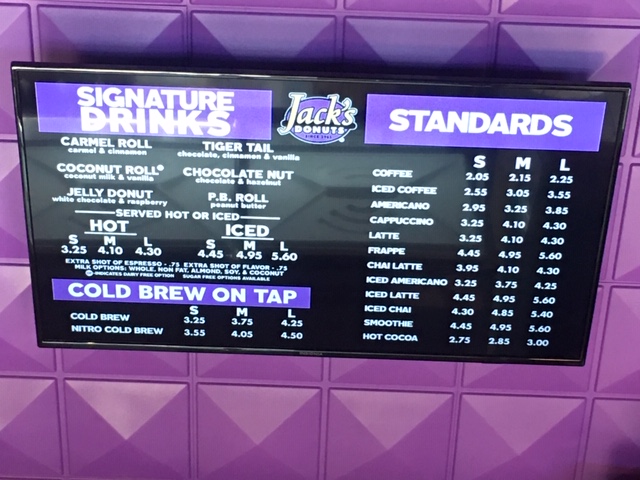 SIGNATURE
DRINKS
CARMEL ROLL
carmel & cinnamon
TIGER TAIL
chocolate, cinnamon & vanilla
COCONUT ROLL
coconut milk & vanilla
CHOCOLATE NUT
chocolate & hazelnut
JELLY DONUT
white chocolate & raspberry
P.B. ROLL
peanut butter
SERVED HOT OR ICED
HOT
S M L
3.25 4.10 4.30
ICED
S M L
4.45 4.95 5.60
EXTRA SHOT OF ESPRESSO - .75 EXTRA SHOT OF FLAVOR - .75
MILK OPTIONS: WHOLE, NON FAT, ALMOND, SOY, & COCONUT
INDICATES DAIRY FREE OPTION SUGAR FREE OPTIONS AVAILABLE
COLD BREW ON TAP
S M L
COLD BREW 3.25 3.75 4.25
NITRO COLD BREW 3.55 4.05 4.50
Jack's
DONUTS
STANDARDS
S M L
COFFEE 2.05 2.15 2.25
ICED COFFEE 2.55 3.05 3.55
AMERICANO 2.95 3.25 3.85
CAPPUCCINO 3.25 4.10 4.30
LATTE 3.25 4.10 4.30
FRAPPE 4.45 4.95 5.60
CHAI LATTE 3.95 4.10 4.30
ICED AMERICANO 3.25 3.75 4.25
ICED LATTE 4.45 4.95 5.60
ICED CHAI 4.30 4.85 5.40
SMOOTHIE 4.45 4.95 5.60
HOT COCOA 2.75 2.85 3.00